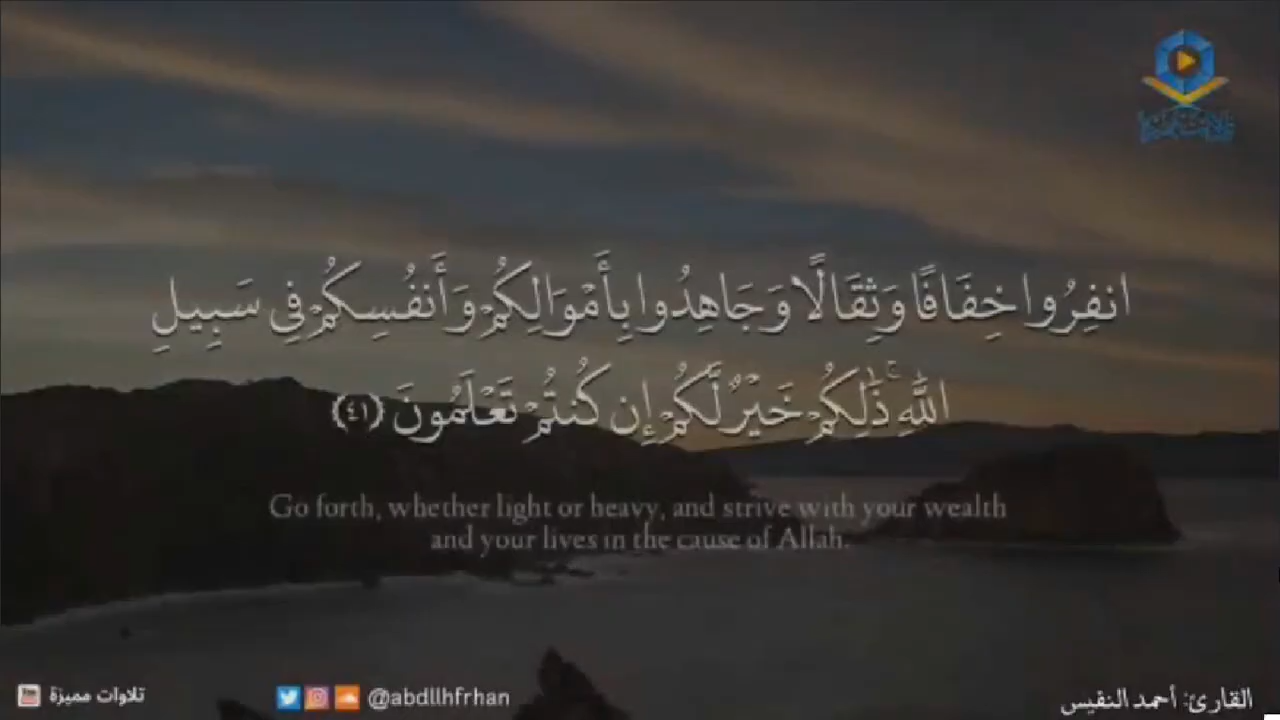 انفِرُوا خِفَافًا وَثِقَالًا وَجَاهِدُوا بِأَمْوَالِكُمْ وَأَنفُسِكُمْ فِي سَبِيلِ
اللَّهِ ۚ ذَٰلِكُمْ خَيْرٌ لَّكُمْ إِن كُنتُمْ تَعْلَمُونَ (٤١)
Go forth, whether light or heavy, and strive with your wealth
and your lives in the cause of Allah.
تلاوات مميزة
@abdllhfrhan
القارئ: أحمد النفيس